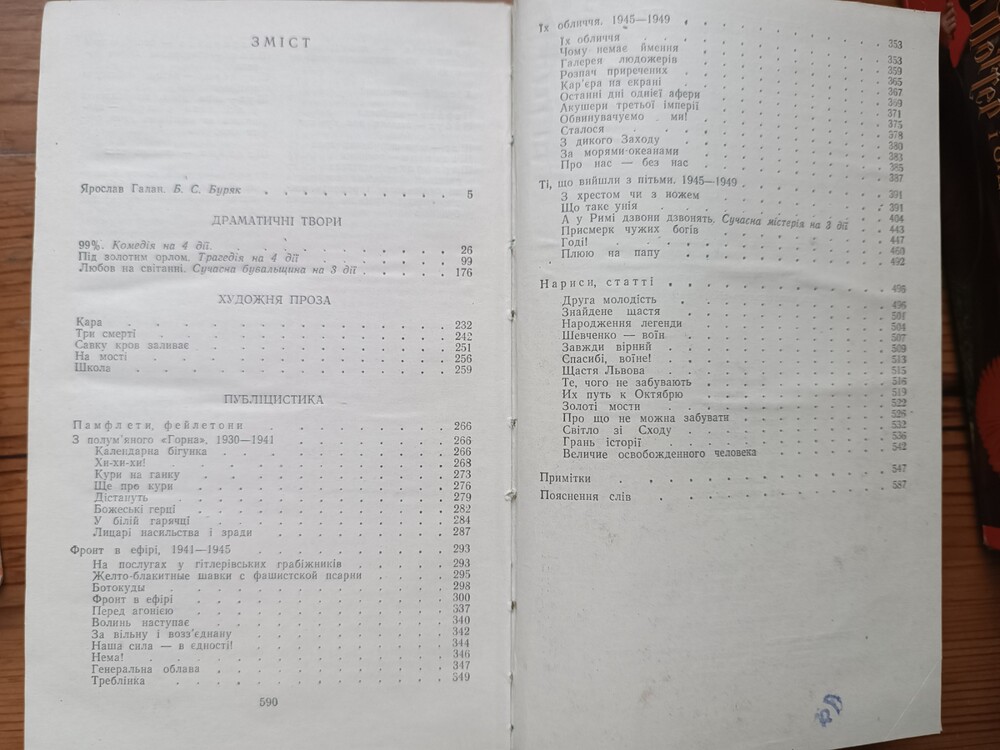 ЗМІСТ
Ярослав Галан. Б. С. Буряк . . . . . . . . . 5
ДРАМАТИЧНІ ТВОРИ
99%. Комедія на 4 дії. . . . . . . . . . 26
Під золотим орлом. Трагедія на 4 дії . . . . . . 99
Любов на світанні. Сучасна бувальщина на 3 дії . . . . 176
ХУДОЖНЯ ПРОЗА
Кара . . . . . . . . . . 232
Три смерті . . . . . . . . . . 242
Савку кров заливає . . . . . . . . . . 251
На мості . . . . . . . . . . 256
Школа . . . . . . . . . . 259
ПУБЛІЦИСТИКА
Памфлети, фейлетони . . . . . . . . 266
З полум'яного «Горна», 1930—1941 . . . . . . . 266
Календарна бігунка . . . . . . . . 266
Хи-хи-хи! . . . . . . . . 268
Кури на ганку . . . . . . . . 273
Ще про кури . . . . . . . . 276
Дістануть . . . . . . . . 279
Божеські герці . . . . . . . . 282
У білій гарячці . . . . . . . . 284
Лицарі насильства і зради . . . . . . . 287
Фронт в ефірі, 1941—1945 . . . . . . . . 293
На послугах у гітлерівських грабіжників . . . . . 293
Желто-блакитные шавки с фашистской псарни . . . . 295
Ботокуды . . . . . . . . 298
Фронт в ефірі . . . . . . . . 300
Перед агонією . . . . . . . . 337
Волинь наступає . . . . . . . . 340
За вільну і возз'єднану . . . . . . . 342
Наша сила — в єдності! . . . . . . . 344
Нема! . . . . . . . . 346
Генеральна облава . . . . . . . . 347
Треблінка . . . . . . . . 349
590
Їх обличчя. 1945—1949 . . . . . . . . 353
Їх обличчя . . . . . . . . 353
Чому немає ймення . . . . . . . . 359
Галерея людожерів . . . . . . . . 365
Розпач приречених . . . . . . . . 367
Кар'єра на екрані . . . . . . . . 369
Останні дні однієї афери . . . . . . . 371
Акушери третьої імперії . . . . . . . 375
Обвинувачуємо ми! . . . . . . . . 378
Сталося . . . . . . . . 380
З дикого Заходу . . . . . . . . 383
За морями-океанами . . . . . . . . 385
Про нас — без нас . . . . . . . . 387
Ті, що вийшли з пітьми. 1945—1949 . . . . . . . 391
З хрестом чи з ножем . . . . . . . . 391
Що таке унія . . . . . . . . 404
А у Римі дзвони дзвонять. Сучасна містерія на 3 дії 443
Присмерк чужих богів . . . . . . . . 447
Годі! . . . . . . . . 460
Плюю на папу . . . . . . . . 492
Нариси, статті . . . . . . . . 496
Друга молодість . . . . . . . . 496
Знайдене щастя . . . . . . . . 501
Народження легенди . . . . . . . . 504
Шевченко — воїн . . . . . . . . 507
Завжди вірний . . . . . . . . 509
Спасибі, воїне! . . . . . . . . 513
Щастя Львова . . . . . . . . 515
Те, чого не забувають . . . . . . . . 516
Их путь к Октябрю . . . . . . . . 519
Золоті мости . . . . . . . . 522
Про що не можна забувати . . . . . . . 526
Світло зі Сходу . . . . . . . . 532
Грань історії . . . . . . . . 536
Величие освобожденного человека . . . . . . 542
Примітки . . . . . . . . 547
Пояснення слів . . . . . . . . 587